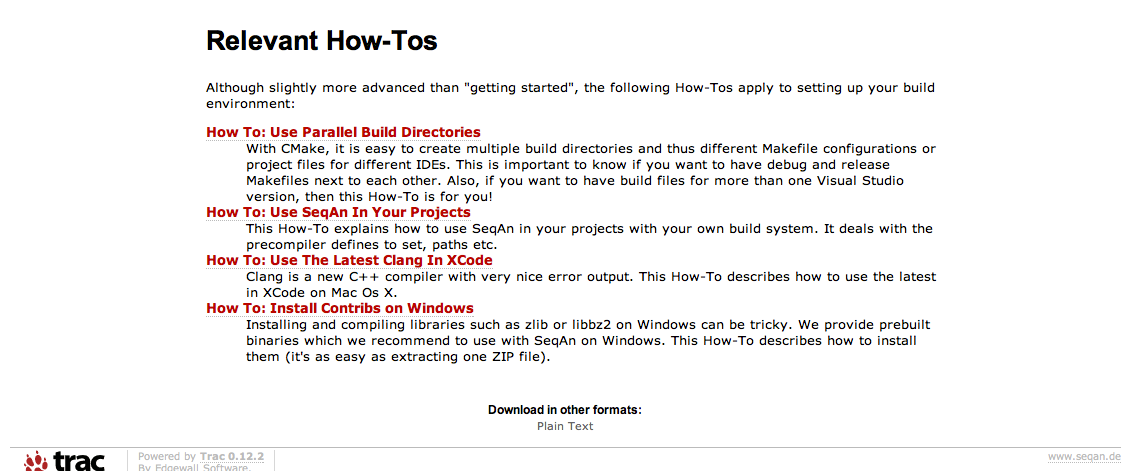 Relevant How-Tos
Although slightly more advanced than "getting started", the following How-Tos apply to setting up your build
environment:
How To: Use Parallel Build Directories
With CMake, it is easy to create multiple build directories and thus different Makefile configurations or
project files for different IDEs. This is important to know if you want to have debug and release
Makefiles next to each other. Also, if you want to have build files for more than one Visual Studio
version, then this How-To is for you!
How To: Use SeqAn In Your Projects
This How-To explains how to use SeqAn in your projects with your own build system. It deals with the
precompiler defines to set, paths etc.
How To: Use The Latest Clang In XCode
Clang is a new C++ compiler with very nice error output. This How-To describes how to use the latest
in XCode on Mac Os X.
How To: Install Contribs on Windows
Installing and compiling libraries such as zlib or libbz2 on Windows can be tricky. We provide prebuilt
binaries which we recommend to use with SeqAn on Windows. This How-To describes how to install
them (it's as easy as extracting one ZIP file).
Download in other formats:
Plain Text
trac
Powered by Trac 0.12.2
By Edgewall Software.
www.seqan.de